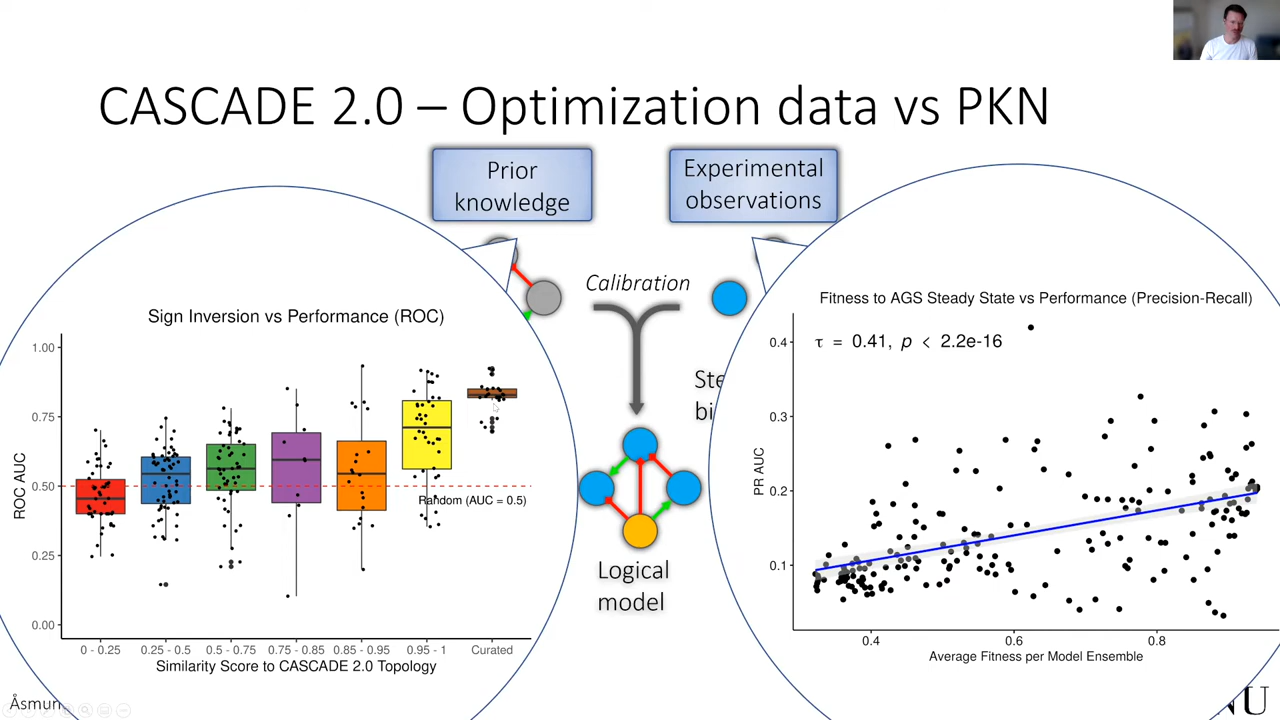 CASCADE 2.0 – Optimization data vs PKN
Prior
knowledge
Experimental
observations
Calibration
Ste
bi
Logical
model
Sign Inversion vs Performance (ROC)
ROC AUC
1.00
0.75
0.50
0.25
0.00
Random (AUC = 0.5)
0 - 0.25
0.25 - 0.5
0.5 - 0.75
0.75 - 0.85
0.85 - 0.95
0.95 - 1
Curated
Similarity Score to CASCADE 2.0 Topology
Fitness to AGS Steady State vs Performance (Precision-Recall)
τ = 0.41, p < 2.2e-16
PR AUC
0.4
0.3
0.2
0.1
0.4
0.6
0.8
Average Fitness per Model Ensemble
Åsmun
NU